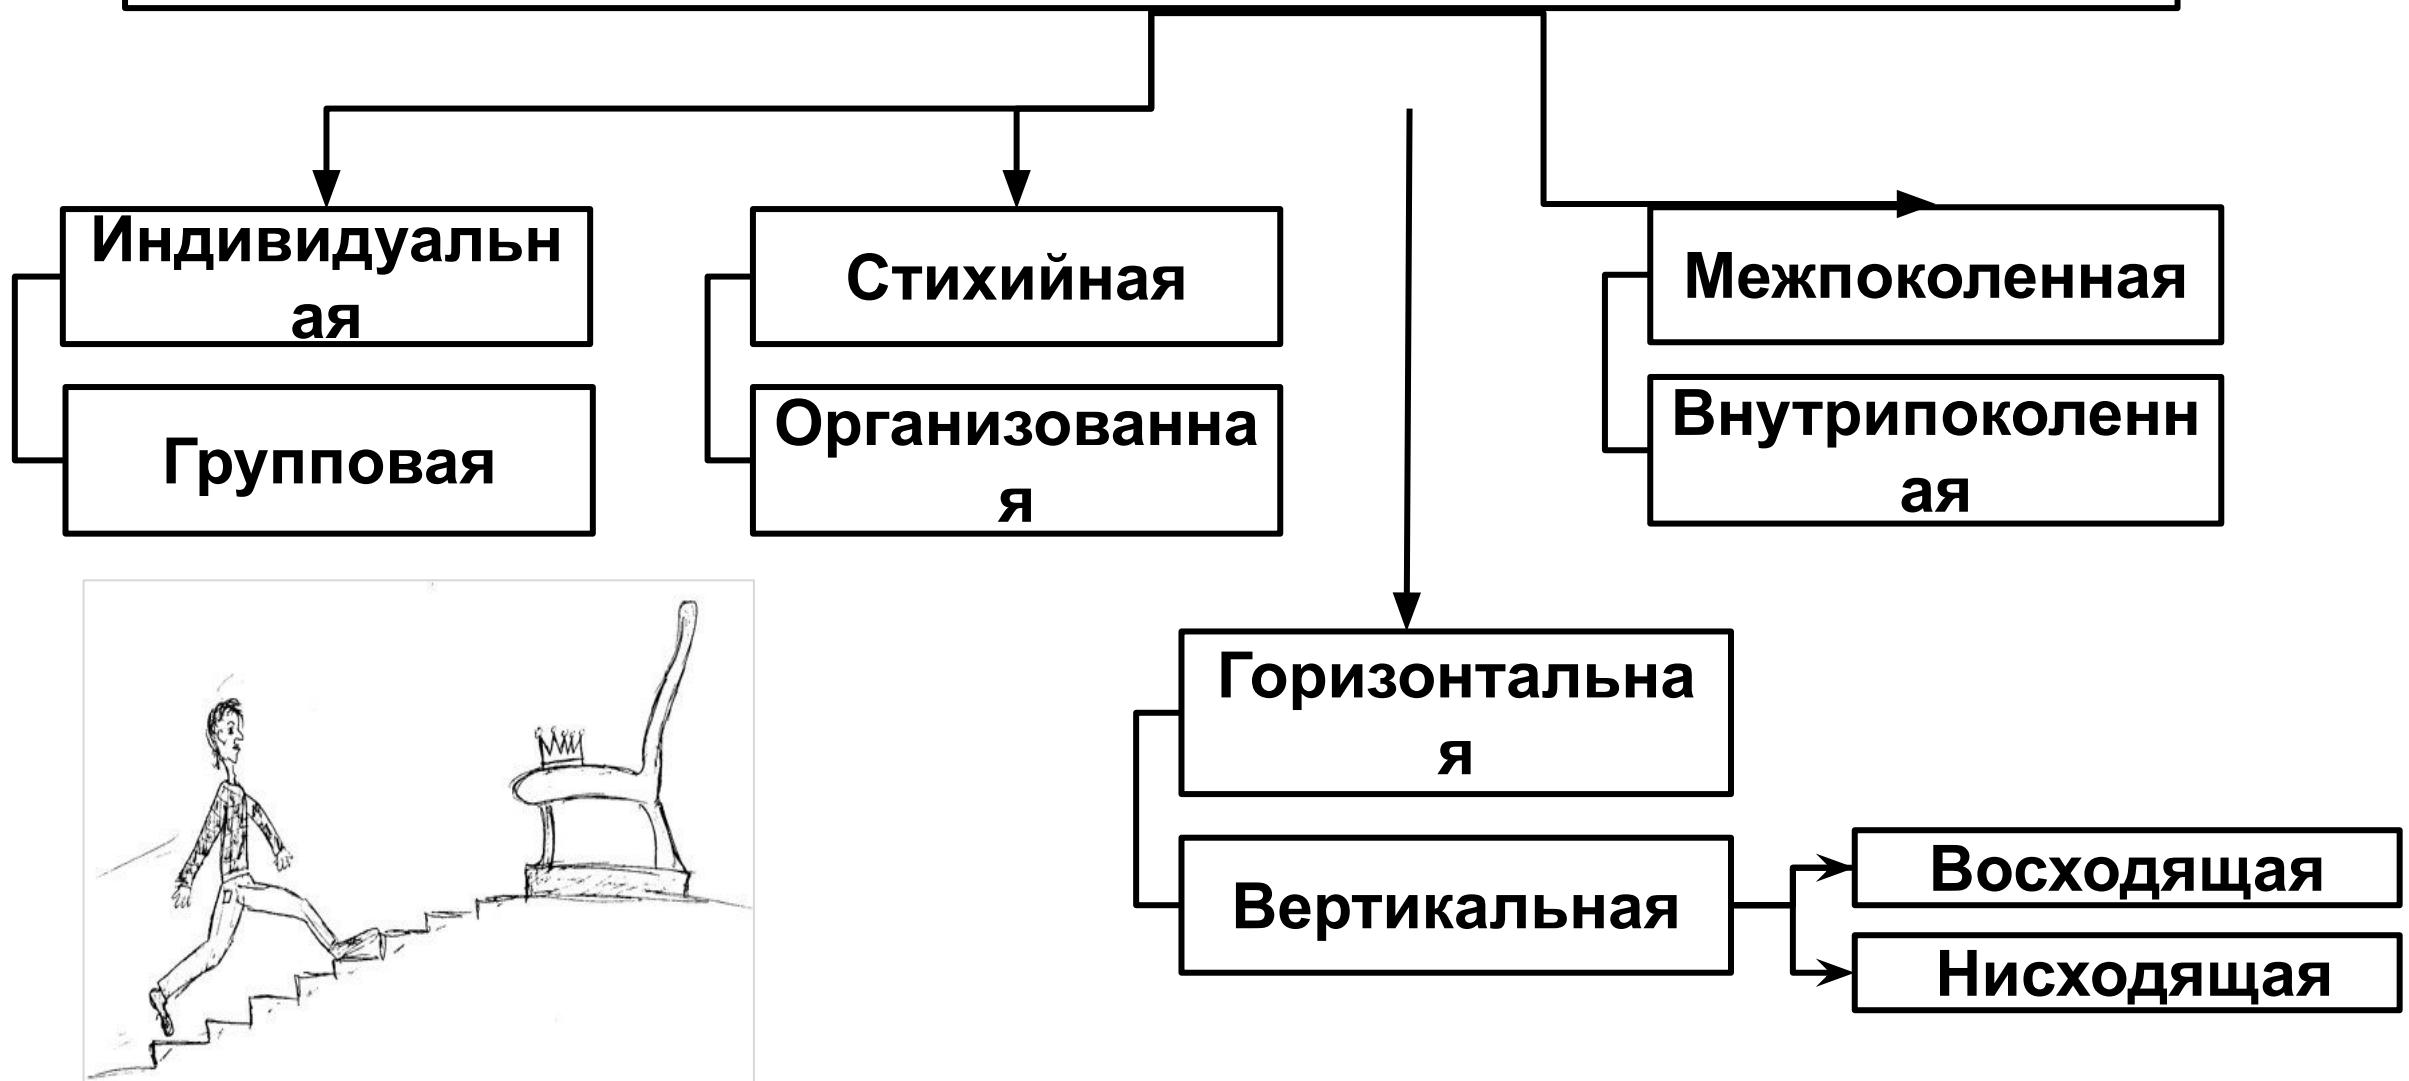 Индивидуальн
ая
Групповая
Стихийная
Организованна
я
Межпоколенная
Внутрипоколенн
ая
Горизонтальна
я
Вертикальная
Восходящая
Нисходящая